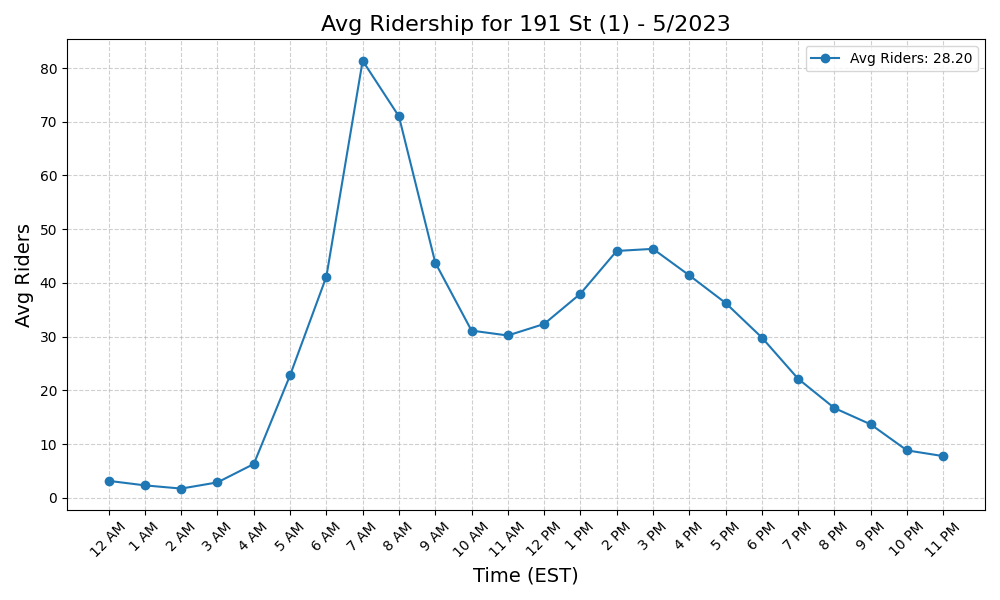 Avg Ridership for 191 St (1) - 5/2023
Avg Riders: 28.20
Avg Riders
80
70
60
50
40
30
20
10
0
12 AM
1 AM
2 AM
3 AM
4 AM
5 AM
6 AM
7 AM
8 AM
9 AM
10 AM
11 AM
12 PM
1 PM
2 PM
3 PM
4 PM
5 PM
6 PM
7 PM
8 PM
9 PM
10 PM
11 PM
Time (EST)